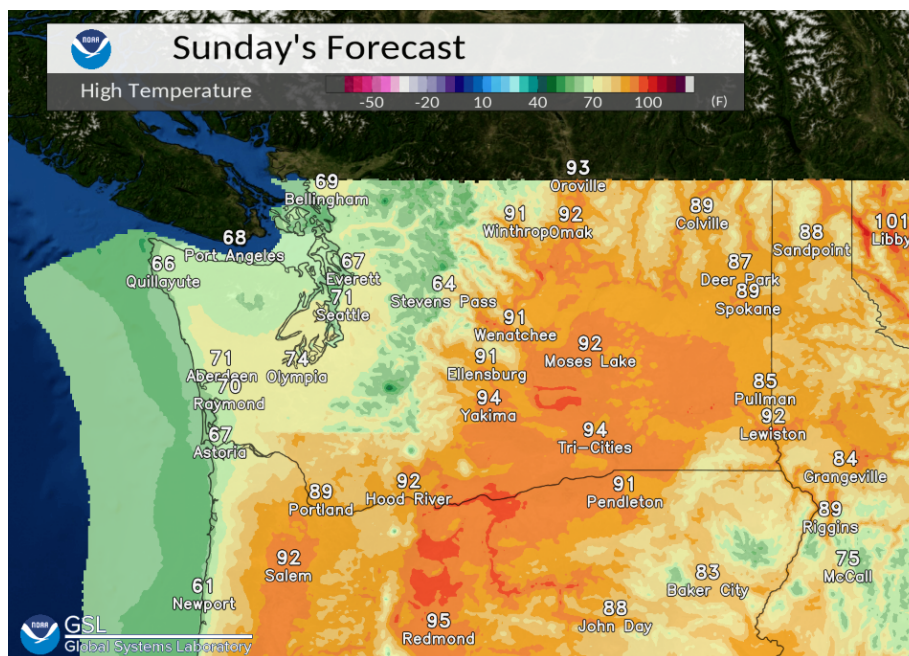 NOAA
Sunday's Forecast
High Temperature
-50 -20 10 40 70 100 (F)
93
Oroville
69
Bellingham
89
Colville
91
Winthrop
92
Omak
101
Libby
88
Sandpoint
68
Port Angeles
66
Quillayute
67
Everett
87
Deer Park
64
Stevens Pass
89
Spokane
71
Seattle
91
Wenatchee
92
Moses Lake
71
Aberdeen
74
Olympia
91
Ellensburg
70
Raymond
85
Pullman
94
Yakima
92
Lewiston
67
Astoria
94
Tri-Cities
84
Grangeville
89
Portland
92
Hood River
91
Pendleton
89
Riggins
92
Salem
75
McCall
83
Baker City
61
Newport
88
John Day
95
Redmond
NOAA
GSL
Global Systems Laboratory